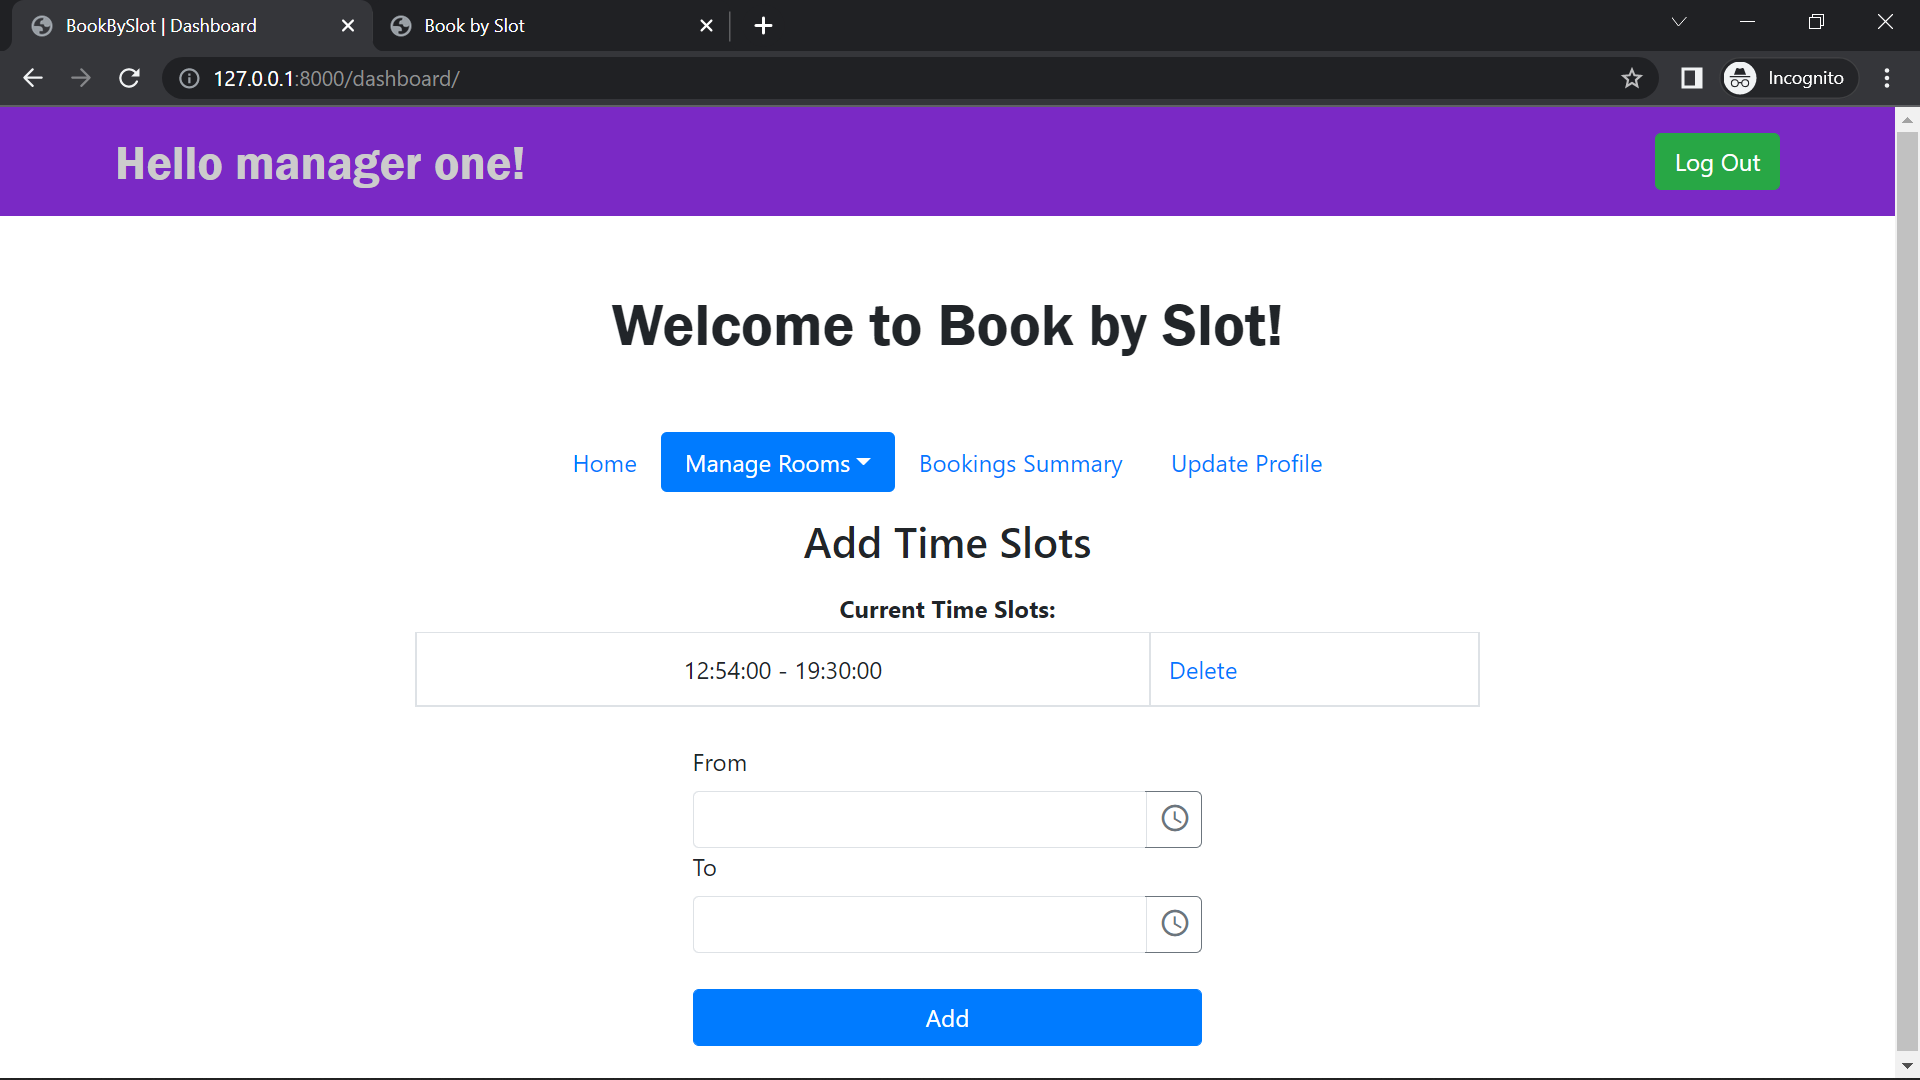 BookBySlot | Dashboard
Book by Slot
127.0.0.1:8000/dashboard/
Incognito
Hello manager one!
Log Out
Welcome to Book by Slot!
Home
Manage Rooms
Bookings Summary
Update Profile
Add Time Slots
Current Time Slots:
12:54:00 - 19:30:00
Delete
From
To
Add